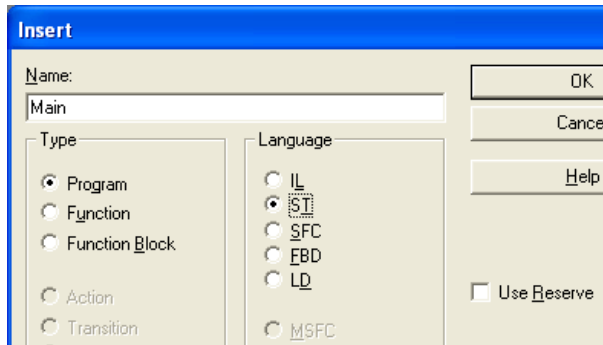 Insert
Name:
Main
OK
Cance
Help
Type
Program
Function
Function Block
Action
Transition
Language
IL
ST
SFC
FBD
LD
MSFC
Use Reserve